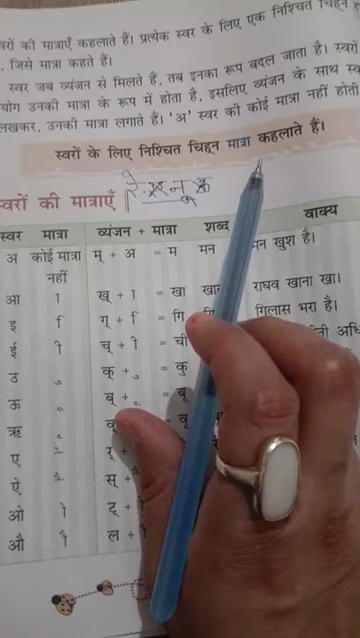 वरों की मात्राएँ कहलाते हैं। प्रत्येक स्वर के लिए एक निश्चित चिह्न
, जिसे मात्रा कहते हैं।
स्वर जब व्यंजन से मिलते हैं, तब इनका रूप बदल जाता है। स्वरों
योग उनकी मात्रा के रूप में होता है, इसलिए व्यंजन के साथ स्व
लखकर, उनकी मात्रा लगाते हैं। 'अ' स्वर की कोई मात्रा नहीं होती
स्वरों के लिए निश्चित चिह्न मात्रा कहलाते हैं।
स्वरों की मात्राएँ
स्वर मात्रा व्यंजन + मात्रा शब्द वाक्य
अ कोई मात्रा नहीं म् + अ = म मन मन खुश है।
आ ा ख् + ा = खा खाना राघव खाना खा।
इ ि ग् + ि = गि गिलास भरा है।
ई ी च् + ी = ची
उ ु क् + ु = कु
ऊ ू ब् + ू = बू
ऋ ृ व् = वृ
ए े र् +
ऐ ै स् +
ओ ो ट् +
औ ौ ल +